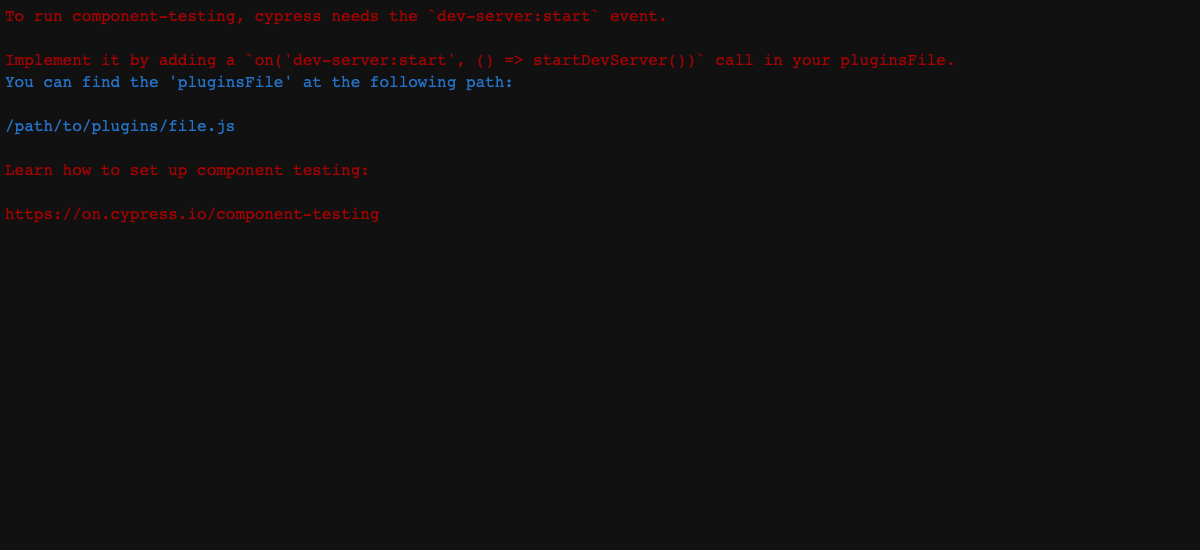 To run component-testing, cypress needs the `dev-server:start` event.
Implement it by adding a `on('dev-server:start', () => startDevServer())` call in your pluginsFile.
You can find the 'pluginsFile' at the following path:
/path/to/plugins/file.js
Learn how to set up component testing:
https://on.cypress.io/component-testing